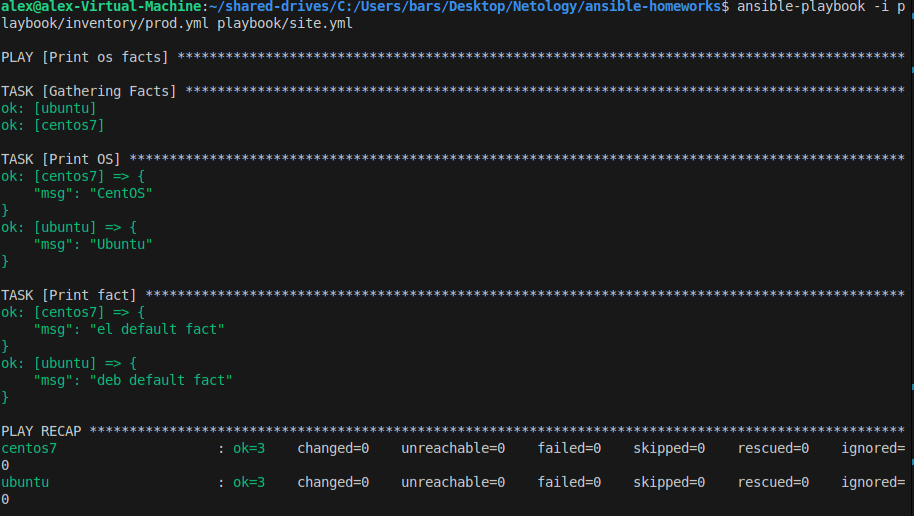 alex@alex-Virtual-Machine:~/shared-drives/C:/Users/bars/Desktop/Netology/ansible-homeworks$ ansible-playbook -i p
laybook/inventory/prod.yml playbook/site.yml
PLAY [Print os facts] *******************************************************************************************
TASK [Gathering Facts] ******************************************************************************************
ok: [ubuntu]
ok: [centos7]
TASK [Print OS] *************************************************************************************************
ok: [centos7] => {
    "msg": "CentOS"
}
ok: [ubuntu] => {
    "msg": "Ubuntu"
}
TASK [Print fact] ***********************************************************************************************
ok: [centos7] => {
    "msg": "el default fact"
}
ok: [ubuntu] => {
    "msg": "deb default fact"
}
PLAY RECAP ******************************************************************************************************
centos7                    : ok=3    changed=0    unreachable=0    failed=0    skipped=0    rescued=0    ignored=
0
ubuntu                     : ok=3    changed=0    unreachable=0    failed=0    skipped=0    rescued=0    ignored=
0